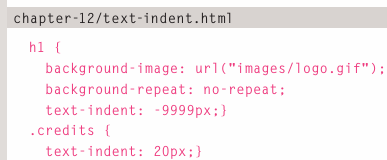 chapter-12/text-indent.html
h1 {
background-image: url("images/logo.gif");
background-repeat: no-repeat;
text-indent: -9999px;}
.credits {
text-indent: 20px;}